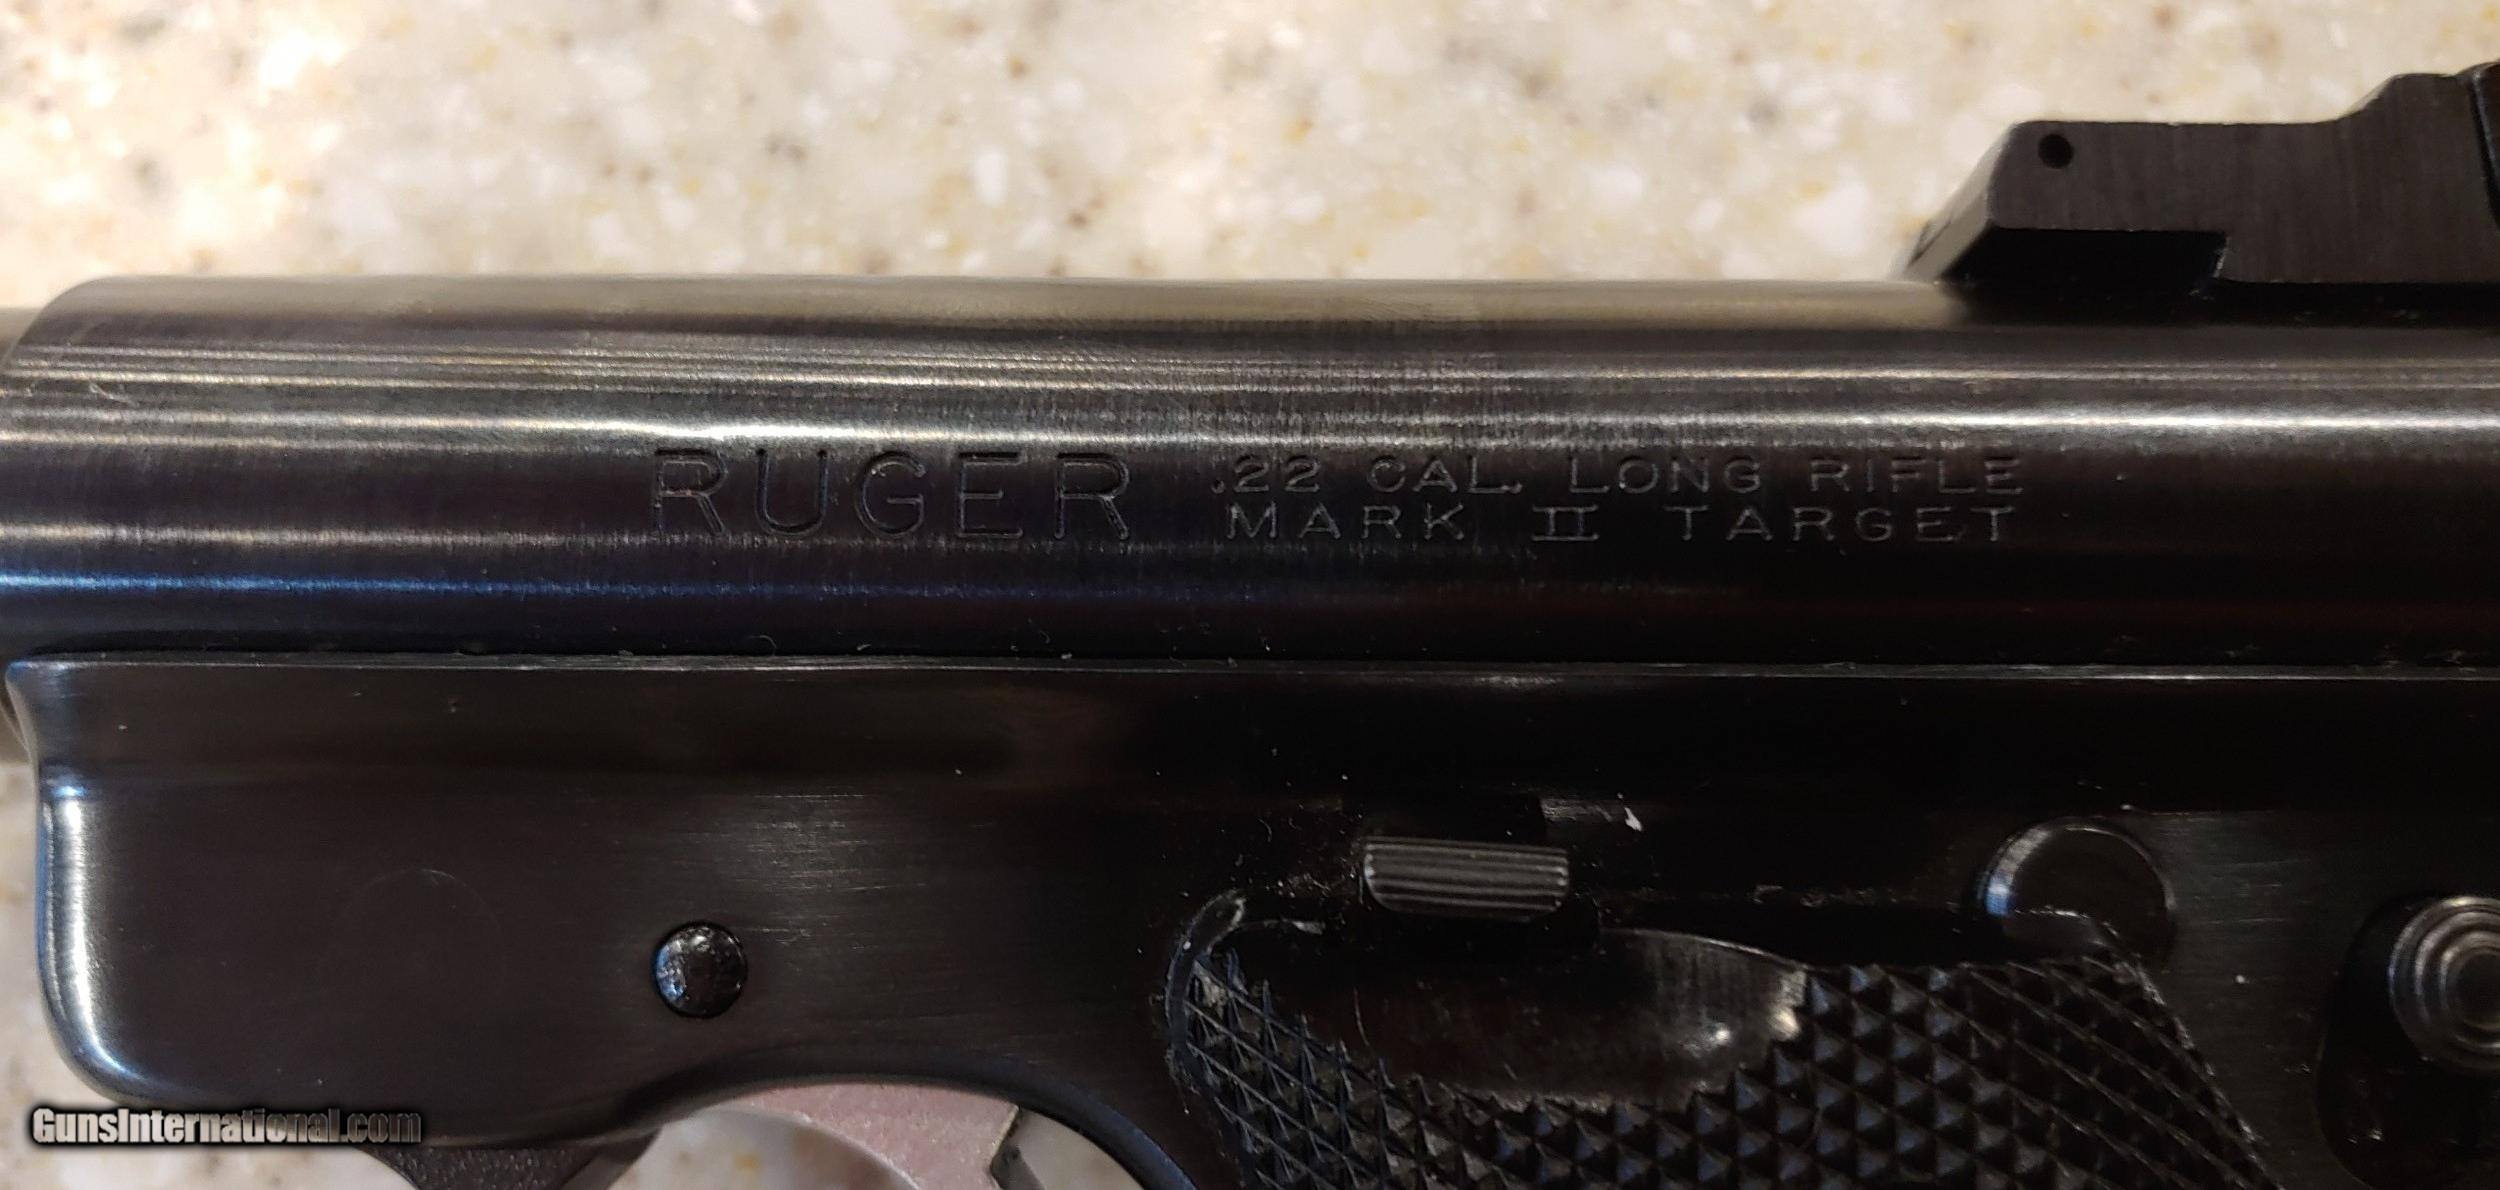 RUGER .22 CAL. LONG RIFLE
MARK II TARGET
GunsInternational.com